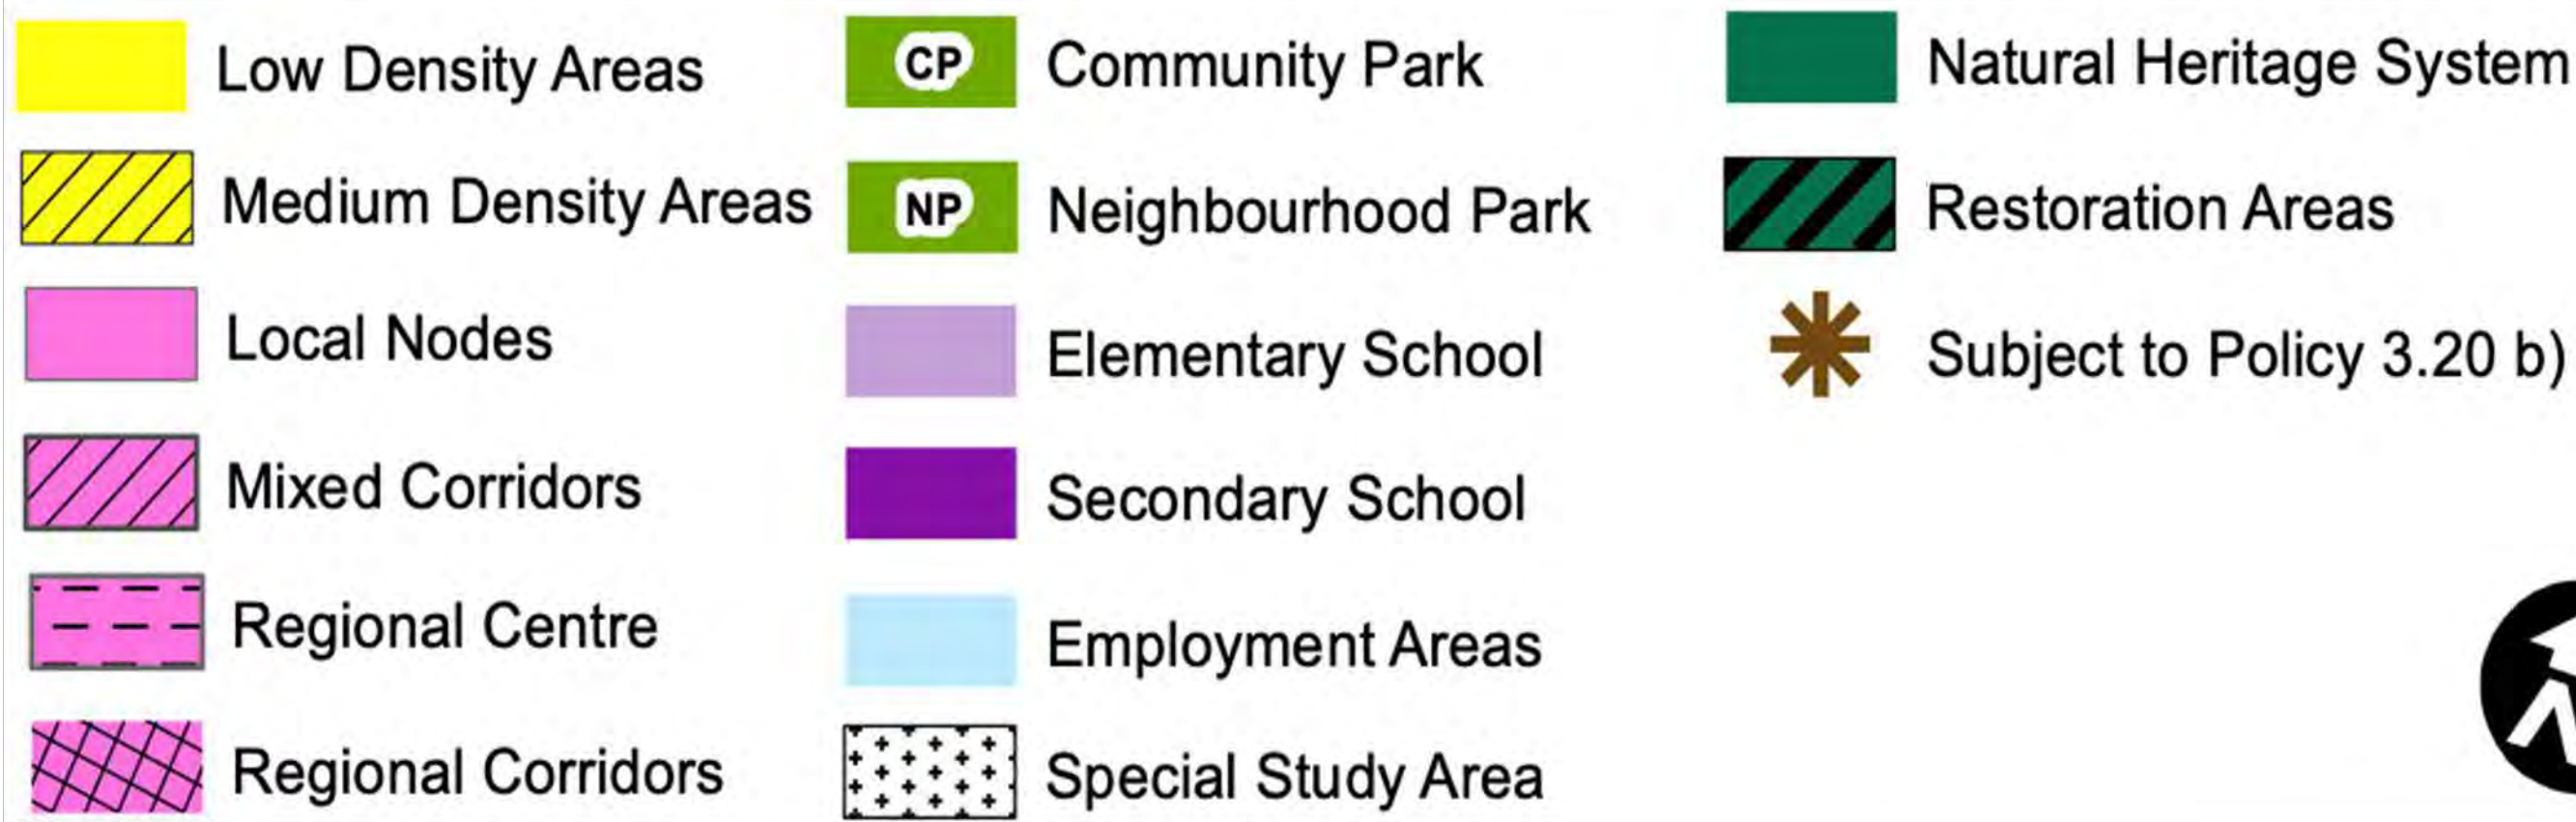 Low Density Areas
Medium Density Areas
Local Nodes
Mixed Corridors
Regional Centre
Regional Corridors
CP Community Park
NP Neighbourhood Park
Elementary School
Secondary School
Employment Areas
Special Study Area
Natural Heritage System
Restoration Areas
Subject to Policy 3.20 b)